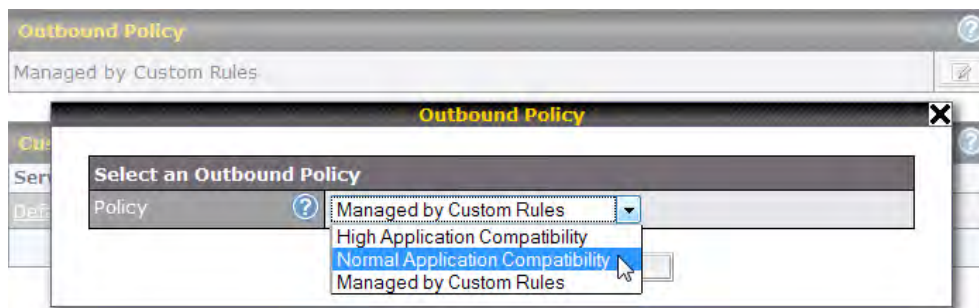 Outbound Policy
Managed by Custom Rules
Outbound Policy
Select an Outbound Policy
Policy
Managed by Custom Rules
High Application Compatibility
Normal Application Compatibility
Managed by Custom Rules